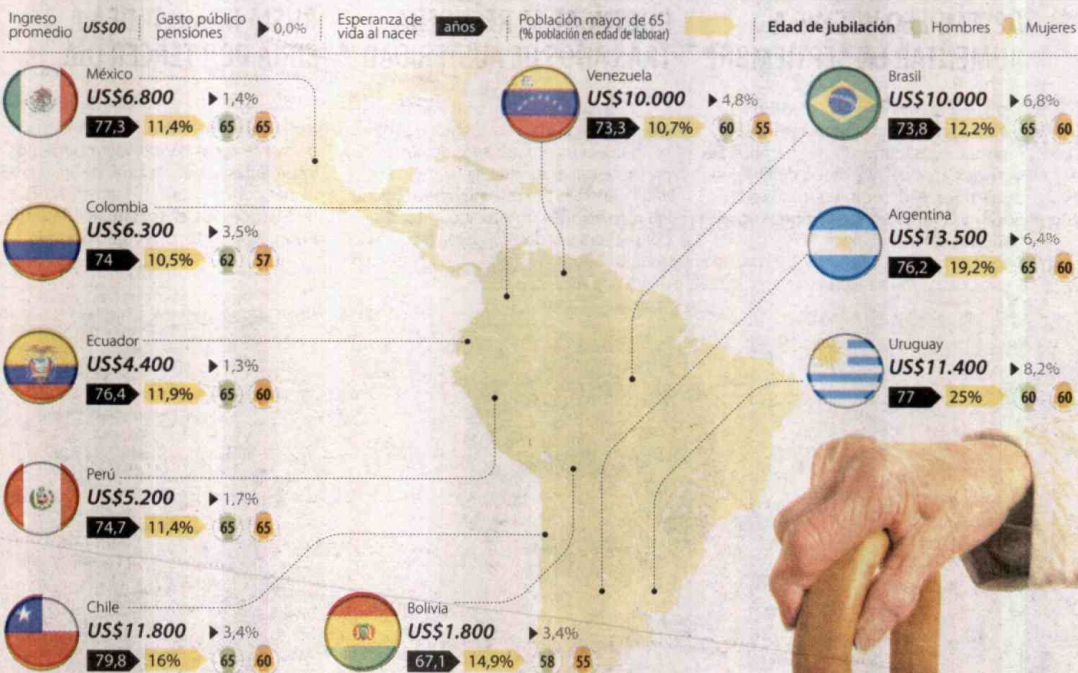 Ingreso promedio US$00
Gasto público pensiones ▶ 0,0%
Esperanza de vida al nacer años
Población mayor de 65 (% población en edad de laborar)
Edad de jubilación Hombres Mujeres
México
US$6.800 ▶ 1,4%
77,3 11,4% 65 65
Venezuela
US$10.000 ▶ 4,8%
73,3 10,7% 60 55
Brasil
US$10.000 ▶ 6,8%
73,8 12,2% 65 60
Colombia
US$6.300 ▶ 3,5%
74 10,5% 62 57
Argentina
US$13.500 ▶ 6,4%
76,2 19,2% 65 60
Ecuador
US$4.400 ▶ 1,3%
76,4 11,9% 65 60
Uruguay
US$11.400 ▶ 8,2%
77 25% 60 60
Perú
US$5.200 ▶ 1,7%
74,7 11,4% 65 65
Chile
US$11.800 ▶ 3,4%
79,8 16% 65 60
Bolivia
US$1.800 ▶ 3,4%
67,1 14,9% 58 55